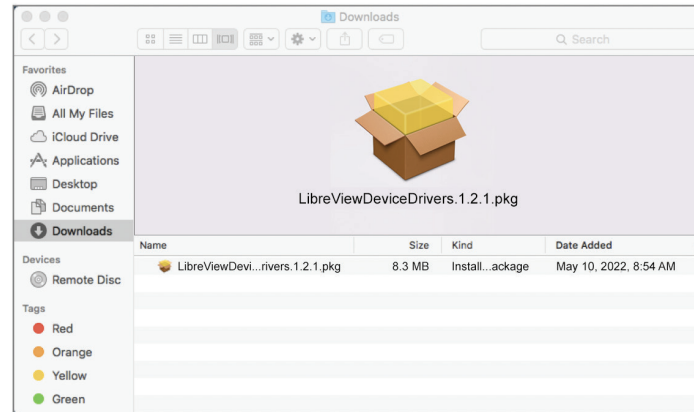 Downloads
Search
Favorites
AirDrop
All My Files
iCloud Drive
Applications
Desktop
Documents
Downloads
Devices
Remote Disc
Tags
Red
Orange
Yellow
Green
LibreViewDeviceDrivers.1.2.1.pkg
Name Size Kind Date Added
LibreViewDevi...rivers.1.2.1.pkg 8.3 MB Install...ackage May 10, 2022, 8:54 AM